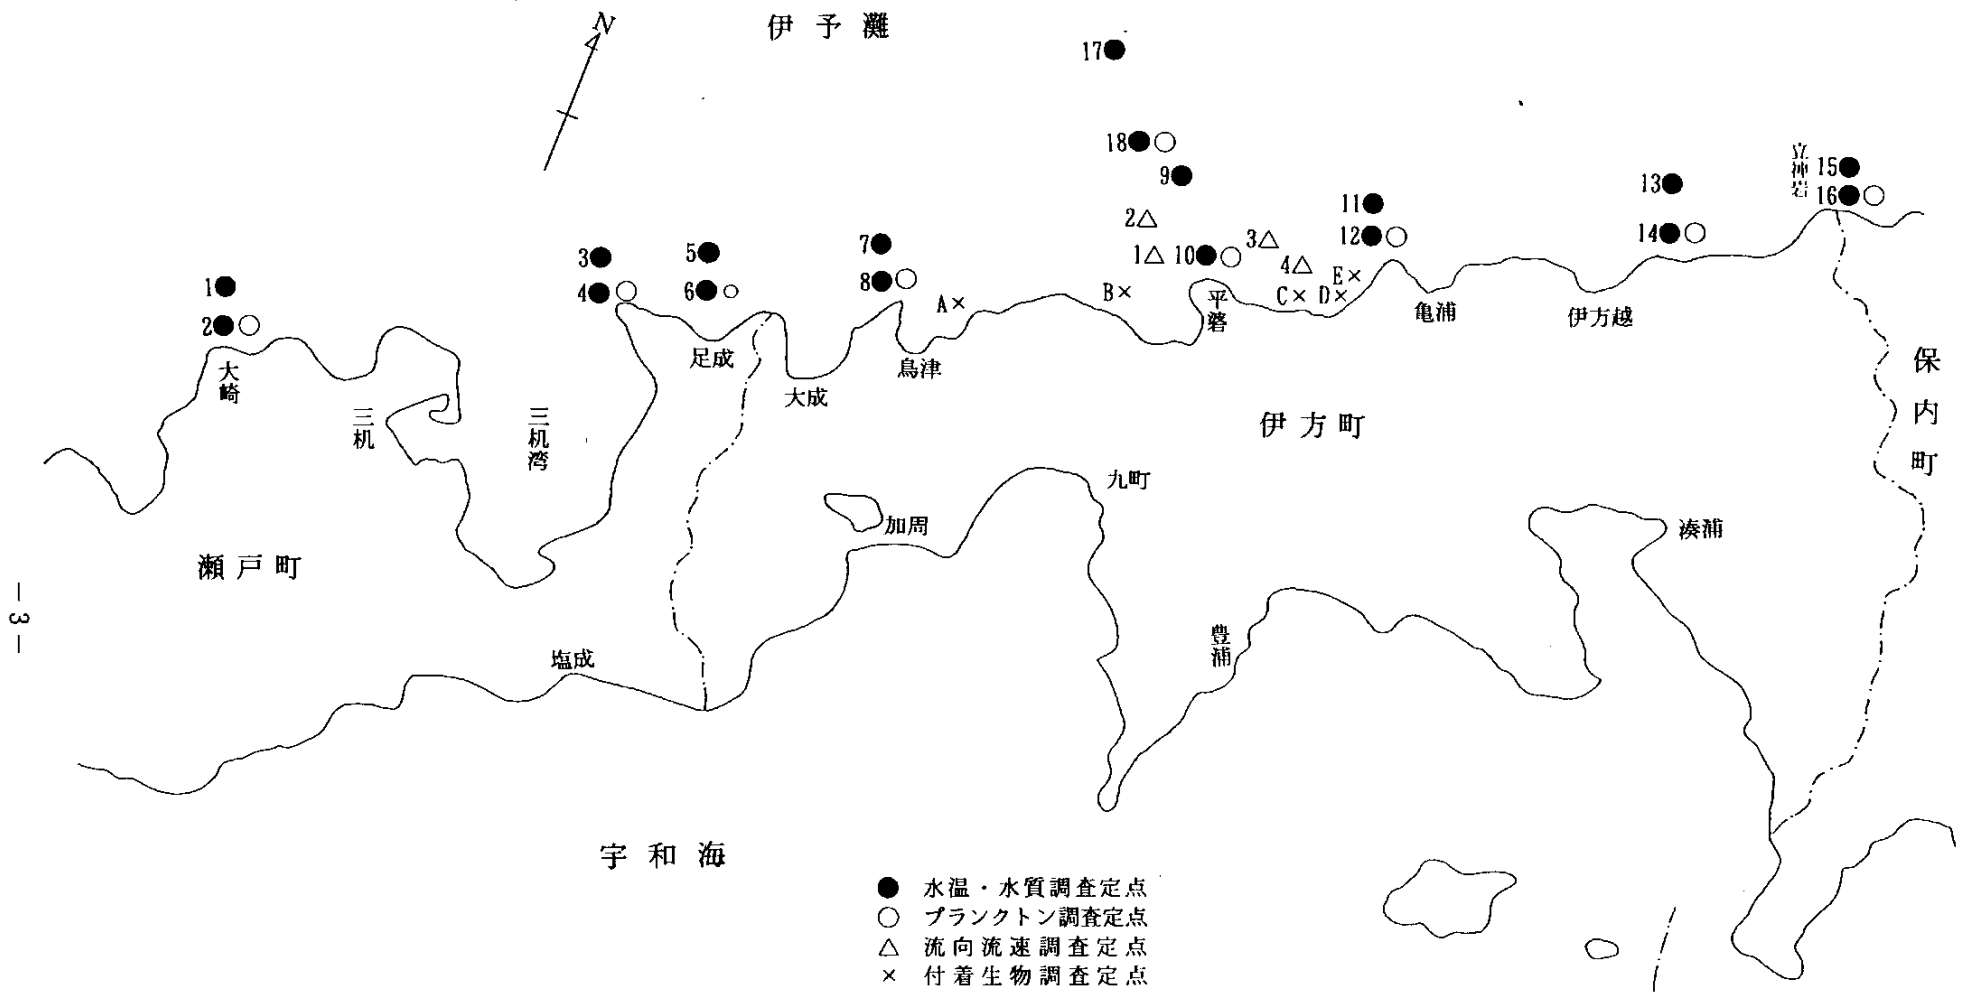 N
伊予灘
17
18
9
2
1
10
3
4
11
12
E
B
C
D
13
14
立神岩
15
16
1
2
3
4
5
6
7
8
A
大崎
三机
三机湾
足成
大成
鳥津
平碆
亀浦
伊方越
保内町
伊方町
九町
加周
湊浦
瀬戸町
塩成
豊浦
宇和海
— 3 —
● 水温・水質調査定点
○ プランクトン調査定点
△ 流向流速調査定点
× 付着生物調査定点